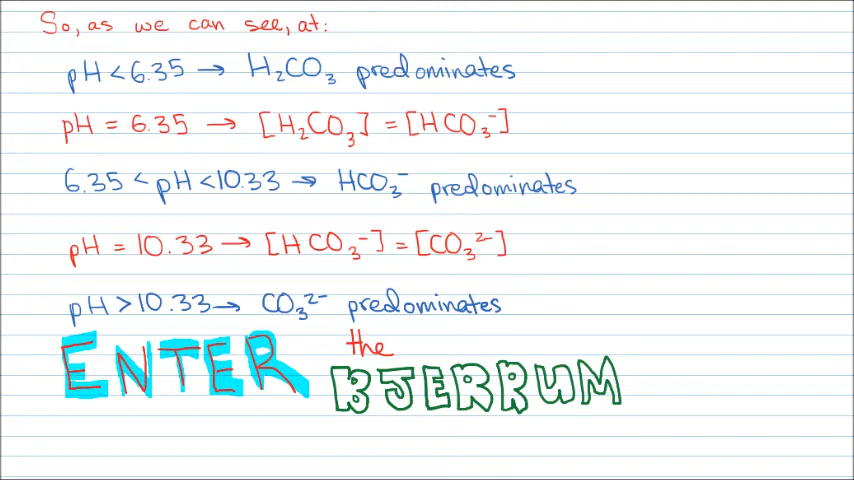 So, as we can see, at:
pH < 6.35 → H₂CO₃ predominates
pH = 6.35 → [H₂CO₃] = [HCO₃⁻]
6.35 < pH < 10.33 → HCO₃⁻ predominates
pH = 10.33 → [HCO₃⁻] = [CO₃²⁻]
pH > 10.33 → CO₃²⁻ predominates
ENTER the
BJERRUM